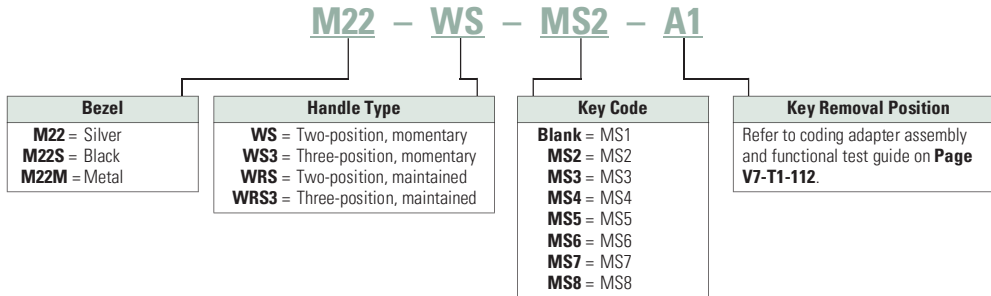 M22 – WS – MS2 – A1
Bezel
M22 = Silver
M22S = Black
M22M = Metal
Handle Type
WS = Two-position, momentary
WS3 = Three-position, momentary
WRS = Two-position, maintained
WRS3 = Three-position, maintained
Key Code
Blank = MS1
MS2 = MS2
MS3 = MS3
MS4 = MS4
MS5 = MS5
MS6 = MS6
MS7 = MS7
MS8 = MS8
Key Removal Position
Refer to coding adapter assembly
and functional test guide on Page
V7-T1-112.